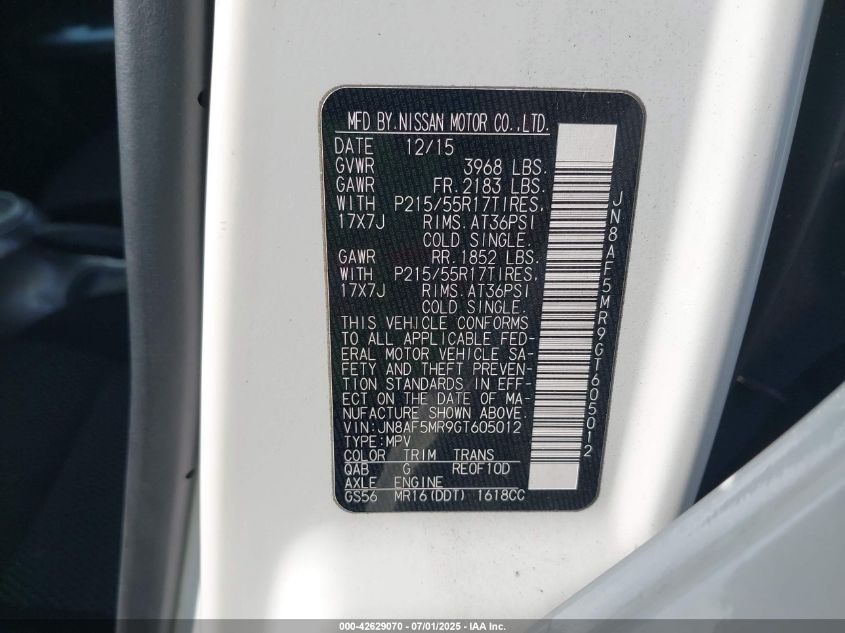 MFD BY.NISSAN MOTOR CO.,LTD.
DATE 12/15
GVWR 3968 LBS.
GAWR FR.2183 LBS.
WITH P215/55R17TIRES,
17X7J RIMS.AT36PSI
COLD SINGLE.
GAWR RR.1852 LBS.
WITH P215/55R17TIRES,
17X7J RIMS.AT36PSI
COLD SINGLE.
THIS VEHICLE CONFORMS
TO ALL APPLICABLE FED-
ERAL MOTOR VEHICLE SA-
FETY AND THEFT PREVEN-
TION STANDARDS IN EFF-
ECT ON THE DATE OF MA-
NUFACTURE SHOWN ABOVE.
VIN:JN8AF5MR9GT605012
TYPE:MPV
COLOR TRIM TRANS
QAB G RE0F10D
AXLE ENGINE
GS56 MR16(DDT) 1618CC
JN8AF5MR9GT605012
000-42629070 - 07/01/2025 - IAA Inc.